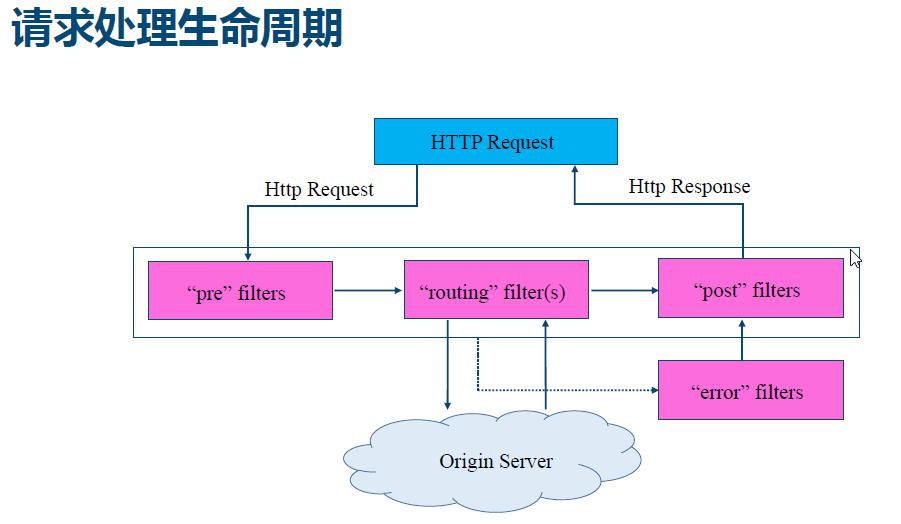 请求处理生命周期
HTTP Request
Http Request
Http Response
“pre” filters
“routing” filter(s)
“post” filters
“error” filters
Origin Server